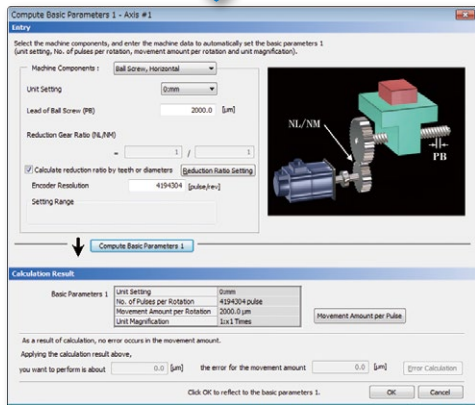 Compute Basic Parameters 1 - Axis #1
Entry
Select the machine components, and enter the machine data to automatically set the basic parameters 1
(unit setting, No. of pulses per rotation, movement amount per rotation and unit magnification).
Machine Components : Ball Screw, Horizontal
Unit Setting 0:mm
Lead of Ball Screw (PB) 2000.0 [μm]
Reduction Gear Ratio (NL/NM)
= 1 / 1
Calculate reduction ratio by teeth or diameters Reduction Ratio Setting
Encoder Resolution 4194304 [pulse/rev]
Setting Range
NL/NM
PB
Compute Basic Parameters 1
Calculation Result
Basic Parameters 1
Unit Setting 0:mm
No. of Pulses per Rotation 4194304 pulse
Movement Amount per Rotation 2000.0 μm
Unit Magnification 1:x1 Times
Movement Amount per Pulse
As a result of calculation, no error occurs in the movement amount.
Applying the calculation result above,
you want to perform is about 0.0 [μm] the error for the movement amount 0.0 [μm] Error Calculation
Click OK to reflect to the basic parameters 1. OK Cancel